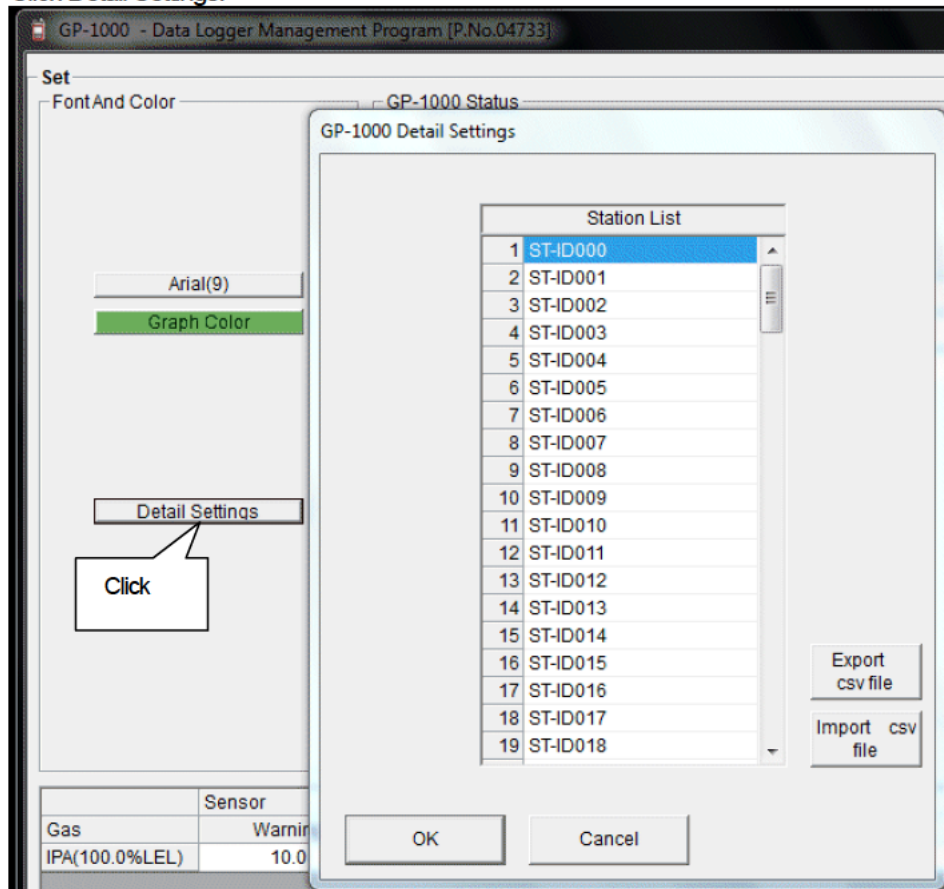 GP-1000 - Data Logger Management Program [P.No.04733]
Set
Font And Color
GP-1000 Status
GP-1000 Detail Settings
Station List
1 ST-ID000
2 ST-ID001
3 ST-ID002
4 ST-ID003
5 ST-ID004
6 ST-ID005
7 ST-ID006
8 ST-ID007
9 ST-ID008
10 ST-ID009
11 ST-ID010
12 ST-ID011
13 ST-ID012
14 ST-ID013
15 ST-ID014
16 ST-ID015
17 ST-ID016
18 ST-ID017
19 ST-ID018
Arial(9)
Graph Color
Detail Settings
Click
Export
csv file
Import csv
file
OK
Cancel
Sensor
Gas
IPA(100.0%LEL) 10.0